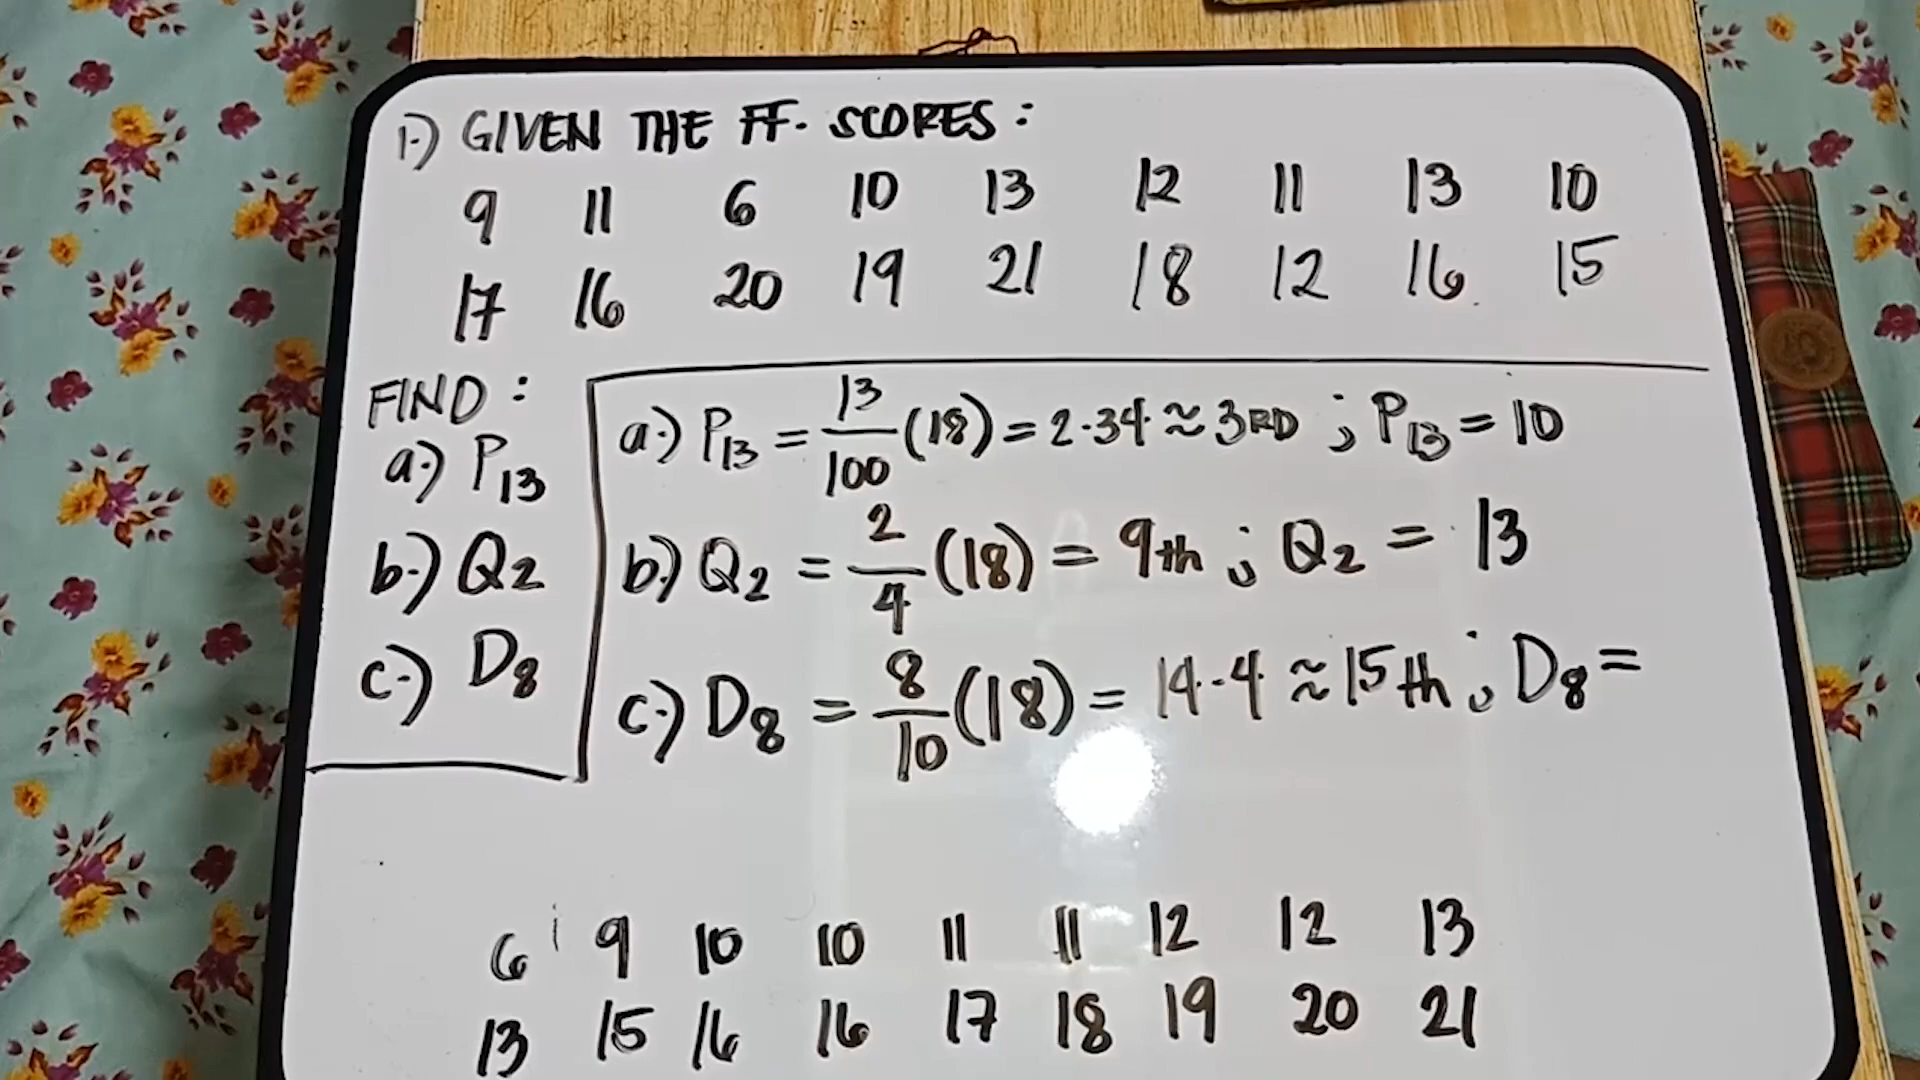 1.) GIVEN THE FF. SCORES:
9 11 6 10 13 12 11 13 10
17 16 20 19 21 18 12 16 15
FIND:
a.) P13
b.) Q2
c.) D8
a.) P13 = 13/100 (18) = 2.34 ≈ 3RD ; P13 = 10
b.) Q2 = 2/4 (18) = 9th ; Q2 = 13
c.) D8 = 8/10 (18) = 14.4 ≈ 15th ; D8 =
6 9 10 10 11 11 12 12 13
13 15 16 16 17 18 19 20 21